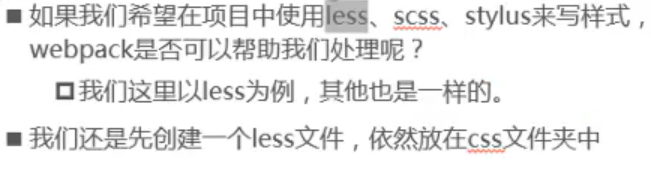 如果我们希望在项目中使用less、scss、stylus来写样式，
webpack是否可以帮助我们处理呢？
我们这里以less为例，其他也是一样的。
我们还是先创建一个less文件，依然放在css文件夹中